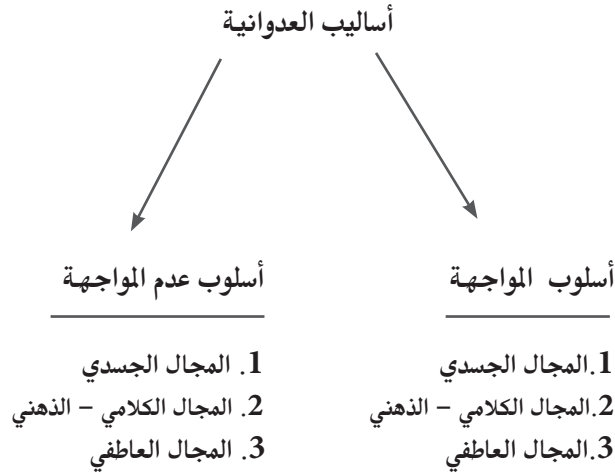 أساليب العدوانية
أسلوب المواجهة
1.المجال الجسدي
2.المجال الكلامي – الذهني
3.المجال العاطفي
أسلوب عدم المواجهة
1. المجال الجسدي
2. المجال الكلامي – الذهني
3. المجال العاطفي